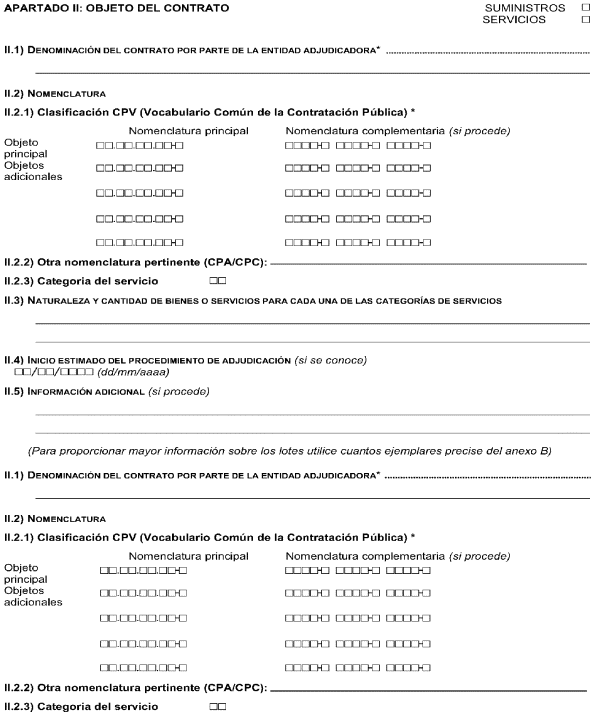 APARTADO II: OBJETO DEL CONTRATO SUMINISTROS □
SERVICIOS □
II.1) DENOMINACIÓN DEL CONTRATO POR PARTE DE LA ENTIDAD ADJUDICADORA* ........................................
II.2) NOMENCLATURA
II.2.1) Clasificación CPV (Vocabulario Común de la Contratación Pública) *
Nomenclatura principal Nomenclatura complementaria (si procede)
Objeto principal □□.□□.□□.□□-□ □□□□-□ □□□□-□ □□□□-□
Objetos adicionales □□.□□.□□.□□-□ □□□□-□ □□□□-□ □□□□-□
□□.□□.□□.□□-□ □□□□-□ □□□□-□ □□□□-□
□□.□□.□□.□□-□ □□□□-□ □□□□-□ □□□□-□
□□.□□.□□.□□-□ □□□□-□ □□□□-□ □□□□-□
II.2.2) Otra nomenclatura pertinente (CPA/CPC):
II.2.3) Categoria del servicio □□
II.3) NATURALEZA Y CANTIDAD DE BIENES O SERVICIOS PARA CADA UNA DE LAS CATEGORÍAS DE SERVICIOS
II.4) INICIO ESTIMADO DEL PROCEDIMIENTO DE ADJUDICACIÓN (si se conoce)
□□/□□/□□□□ (dd/mm/aaaa)
II.5) INFORMACIÓN ADICIONAL (si procede)
(Para proporcionar mayor información sobre los lotes utilice cuantos ejemplares precise del anexo B)
II.1) DENOMINACIÓN DEL CONTRATO POR PARTE DE LA ENTIDAD ADJUDICADORA* ........................................
II.2) NOMENCLATURA
II.2.1) Clasificación CPV (Vocabulario Común de la Contratación Pública) *
Nomenclatura principal Nomenclatura complementaria (si procede)
Objeto principal □□.□□.□□.□□-□ □□□□-□ □□□□-□ □□□□-□
Objetos adicionales □□.□□.□□.□□-□ □□□□-□ □□□□-□ □□□□-□
□□.□□.□□.□□-□ □□□□-□ □□□□-□ □□□□-□
□□.□□.□□.□□-□ □□□□-□ □□□□-□ □□□□-□
□□.□□.□□.□□-□ □□□□-□ □□□□-□ □□□□-□
II.2.2) Otra nomenclatura pertinente (CPA/CPC):
II.2.3) Categoria del servicio □□